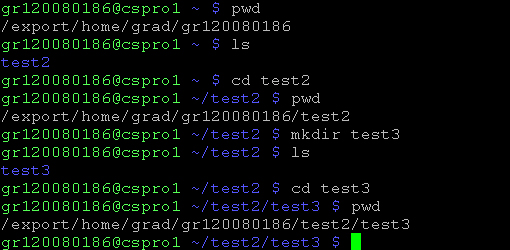 gr120080186@cspro1 ~ $ pwd
/export/home/grad/gr120080186
gr120080186@cspro1 ~ $ ls
test2
gr120080186@cspro1 ~ $ cd test2
gr120080186@cspro1 ~/test2 $ pwd
/export/home/grad/gr120080186/test2
gr120080186@cspro1 ~/test2 $ mkdir test3
gr120080186@cspro1 ~/test2 $ ls
test3
gr120080186@cspro1 ~/test2 $ cd test3
gr120080186@cspro1 ~/test2/test3 $ pwd
/export/home/grad/gr120080186/test2/test3
gr120080186@cspro1 ~/test2/test3 $